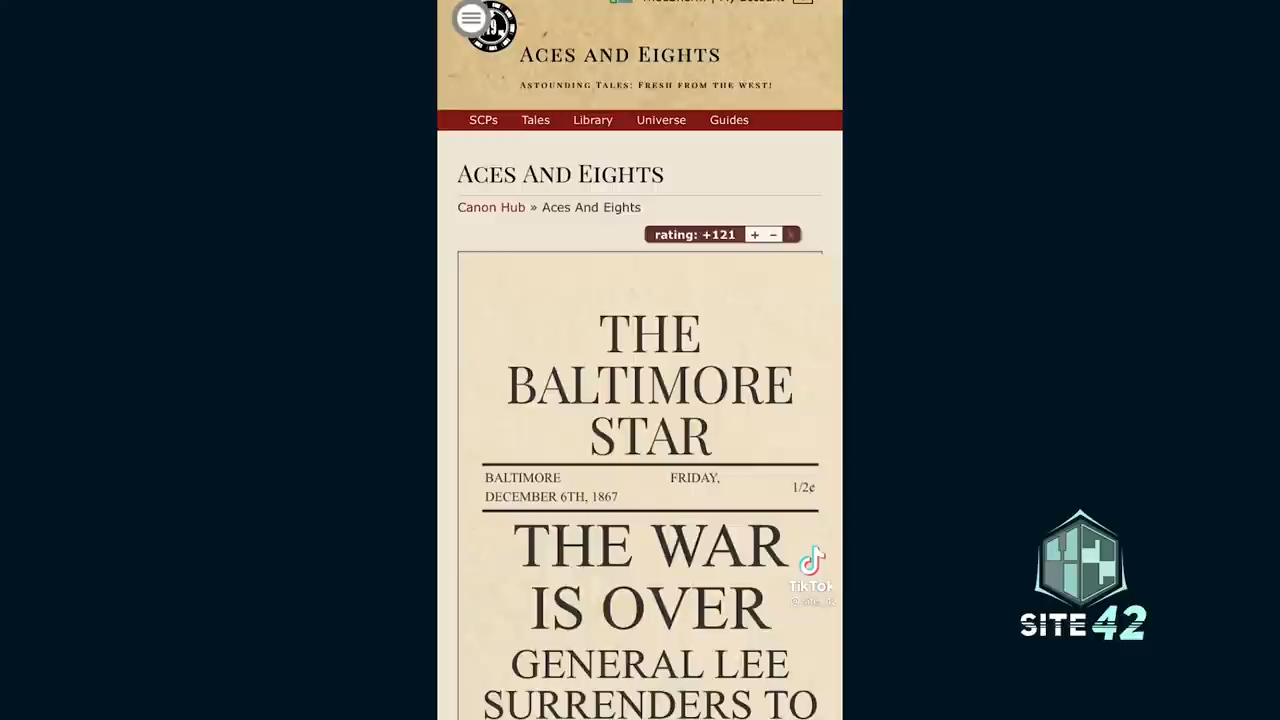 19
ACES AND EIGHTS
ASTOUNDING TALES: FRESH FROM THE WEST!
SCPs Tales Library Universe Guides
ACES AND EIGHTS
Canon Hub » Aces And Eights
rating: +121 + −
THE
BALTIMORE
STAR
BALTIMORE FRIDAY,
DECEMBER 6TH, 1867 1/2¢
THE WAR
IS OVER
GENERAL LEE
SURRENDERS TO
TikTok
SITE 42